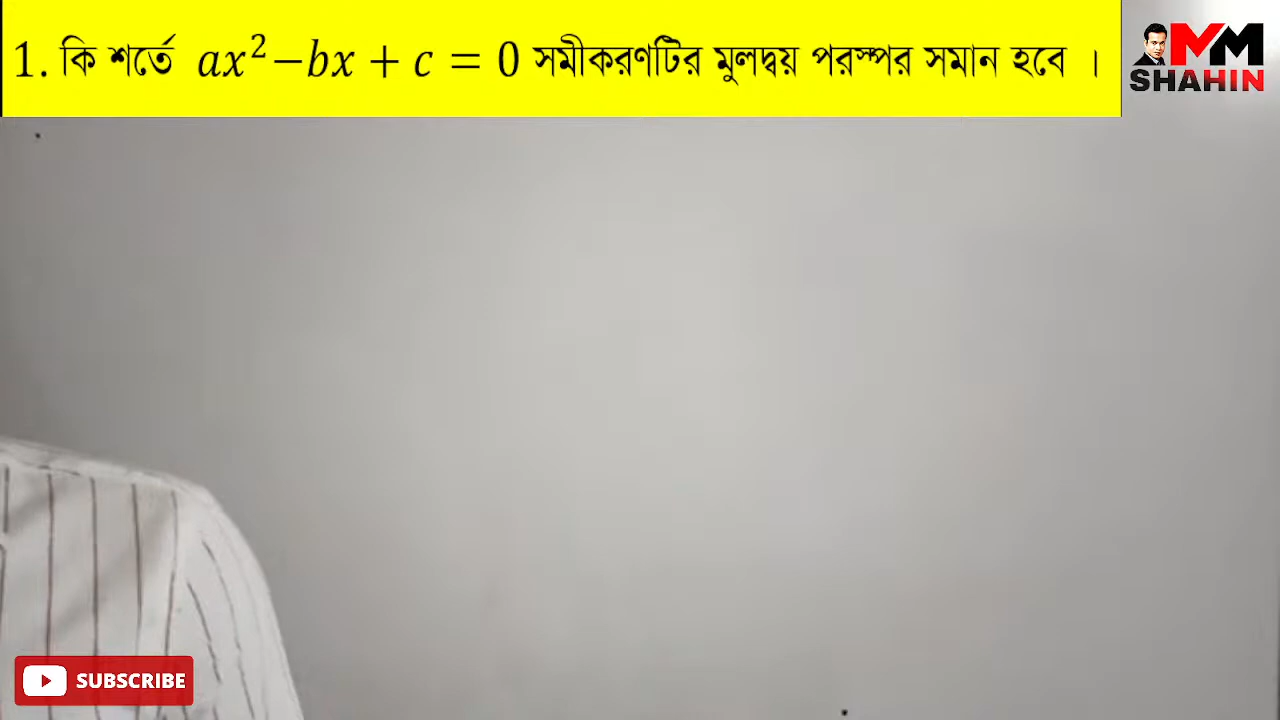 1. কি শর্তে ax²−bx + c = 0 সমীকরণটির মুলদ্বয় পরস্পর সমান হবে ।
MM
SHAHIN
SUBSCRIBE